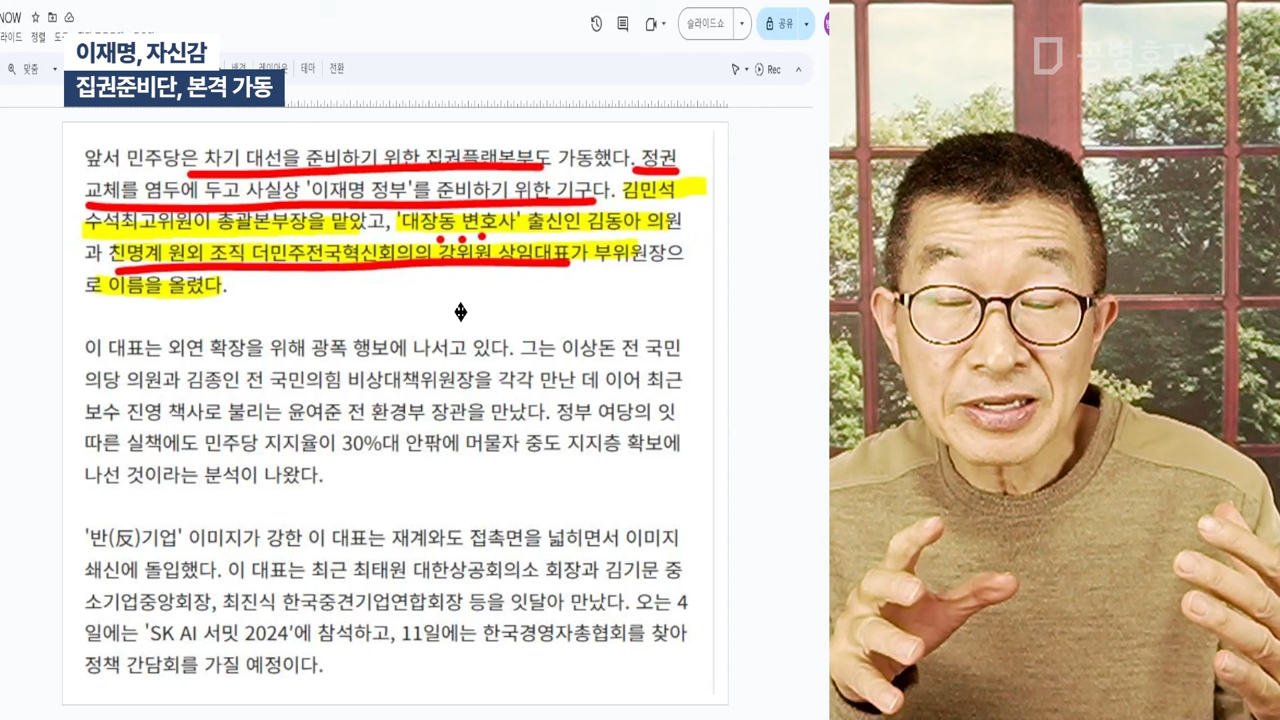 NOW
슬라이드쇼
공유
라이드 정렬
이재명, 자신감
맞춤
레이아웃
테마
전환
Rec
집권준비단, 본격 가동
공병호TV
앞서 민주당은 차기 대선을 준비하기 위한 집권플랜본부도 가동했다. 정권
교체를 염두에 두고 사실상 '이재명 정부'를 준비하기 위한 기구다. 김민석
수석최고위원이 총괄본부장을 맡았고, '대장동 변호사' 출신인 김동아 의원
과 친명계 원외 조직 더민주전국혁신회의의 강위원 상임대표가 부위원장으
로 이름을 올렸다.
이 대표는 외연 확장을 위해 광폭 행보에 나서고 있다. 그는 이상돈 전 국민
의당 의원과 김종인 전 국민의힘 비상대책위원장을 각각 만난 데 이어 최근
보수 진영 책사로 불리는 윤여준 전 환경부 장관을 만났다. 정부 여당의 잇
따른 실책에도 민주당 지지율이 30%대 안팎에 머물자 중도 지지층 확보에
나선 것이라는 분석이 나왔다.
'반(反)기업' 이미지가 강한 이 대표는 재계와도 접촉면을 넓히면서 이미지
쇄신에 돌입했다. 이 대표는 최근 최태원 대한상공회의소 회장과 김기문 중
소기업중앙회장, 최진식 한국중견기업연합회장 등을 잇달아 만났다. 오는 4
일에는 'SK AI 서밋 2024'에 참석하고, 11일에는 한국경영자총협회를 찾아
정책 간담회를 가질 예정이다.